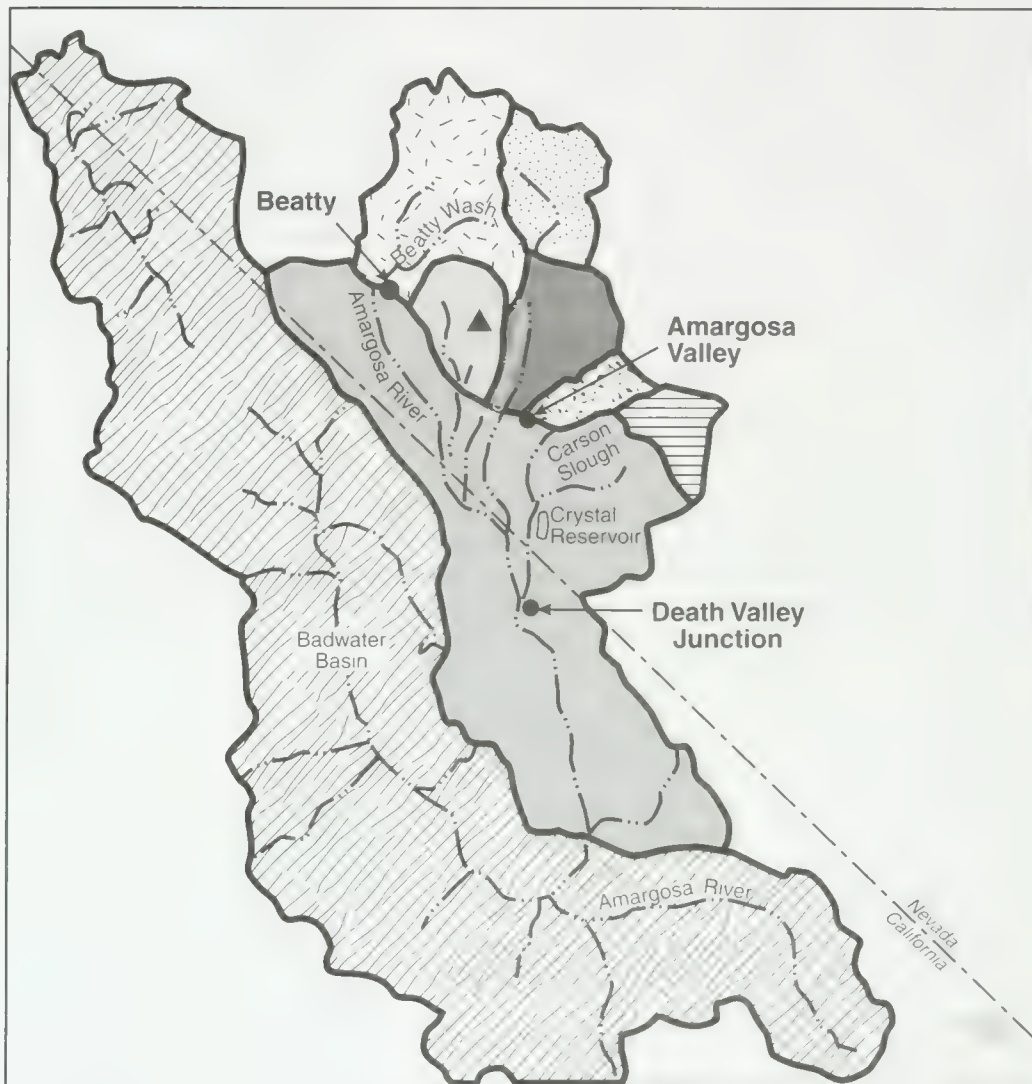 Beatty
Beatty Wash
Amargosa River
Amargosa
Valley
Carson
Slough
Crystal
Reservoir
Death Valley
Junction
Badwater
Basin
Amargosa River
Nevada
California